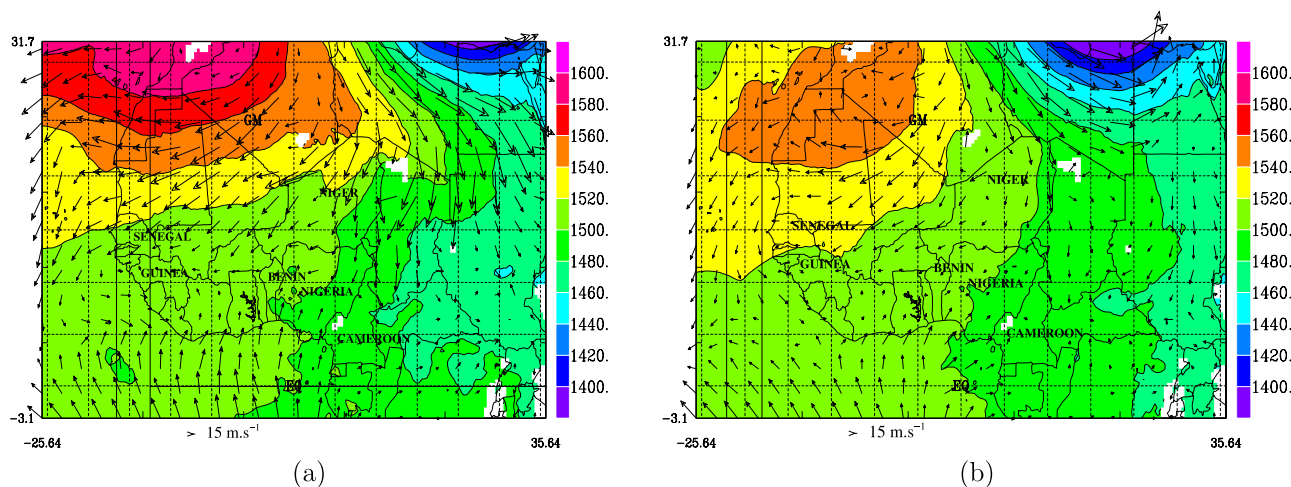 31.7
1600.
1580.
1560.
1540.
1520.
1500.
1480.
1460.
1440.
1420.
1400.
GM
NIGER
SENEGAL
GUINEA
BENIN
NIGERIA
CAMEROON
EQ
-3.1
-25.64
35.64
> 15 m.s⁻¹
(a)
31.7
1600.
1580.
1560.
1540.
1520.
1500.
1480.
1460.
1440.
1420.
1400.
GM
NIGER
SENEGAL
GUINEA
BENIN
NIGERIA
CAMEROON
EQ
-3.1
-25.64
35.64
> 15 m.s⁻¹
(b)